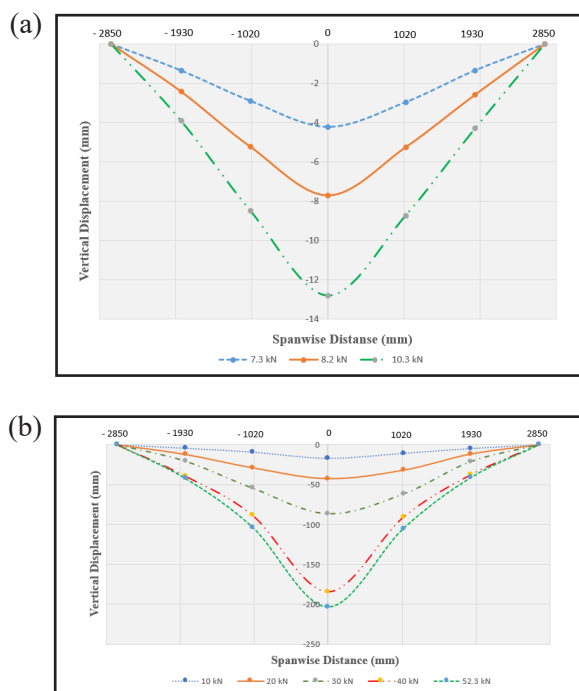 (a)
- 2850 - 1930 - 1020 0 1020 1930 2850
0
-2
-4
-6
-8
-10
-12
-14
Vertical Displacement (mm)
Spanwise Distanse (mm)
7.3 kN 8.2 kN 10.3 kN
(b)
- 2850 - 1930 - 1020 0 1020 1930 2850
0
-50
-100
-150
-200
-250
Vertical Displacement (mm)
Spanwise Distance (mm)
10 kN 20 kN 30 kN 40 kN 52.3 kN